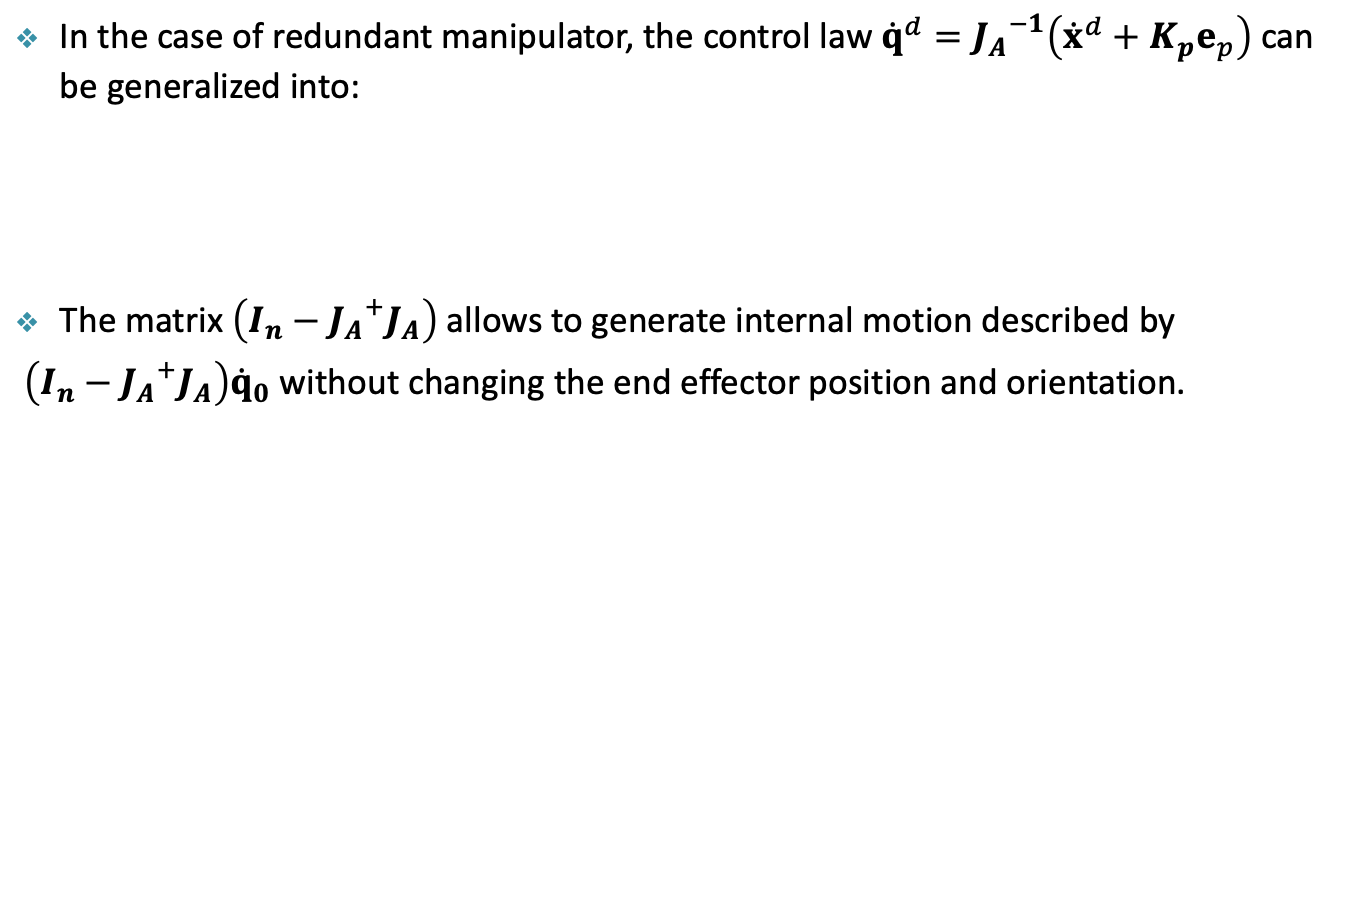 ❖ In the case of redundant manipulator, the control law q̇ᵈ = J_A⁻¹(ẋᵈ + K_p e_p) can
be generalized into:
❖ The matrix (I_n − J_A⁺J_A) allows to generate internal motion described by
(I_n − J_A⁺J_A)q̇₀ without changing the end effector position and orientation.